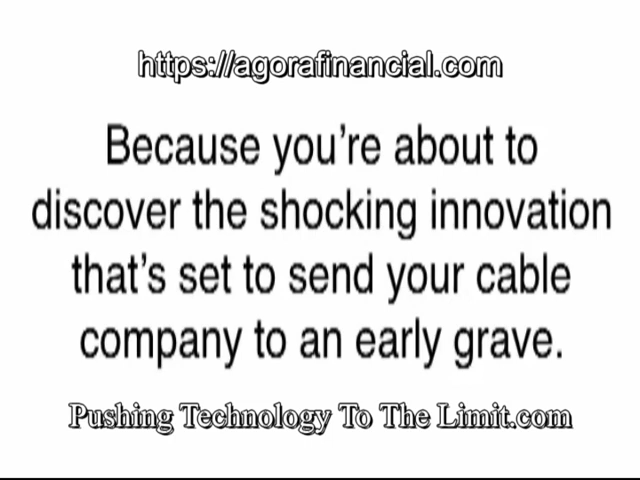 https://agorafinancial.com
Because you're about to
discover the shocking innovation
that's set to send your cable
company to an early grave.
Pushing Technology To The Limit.com